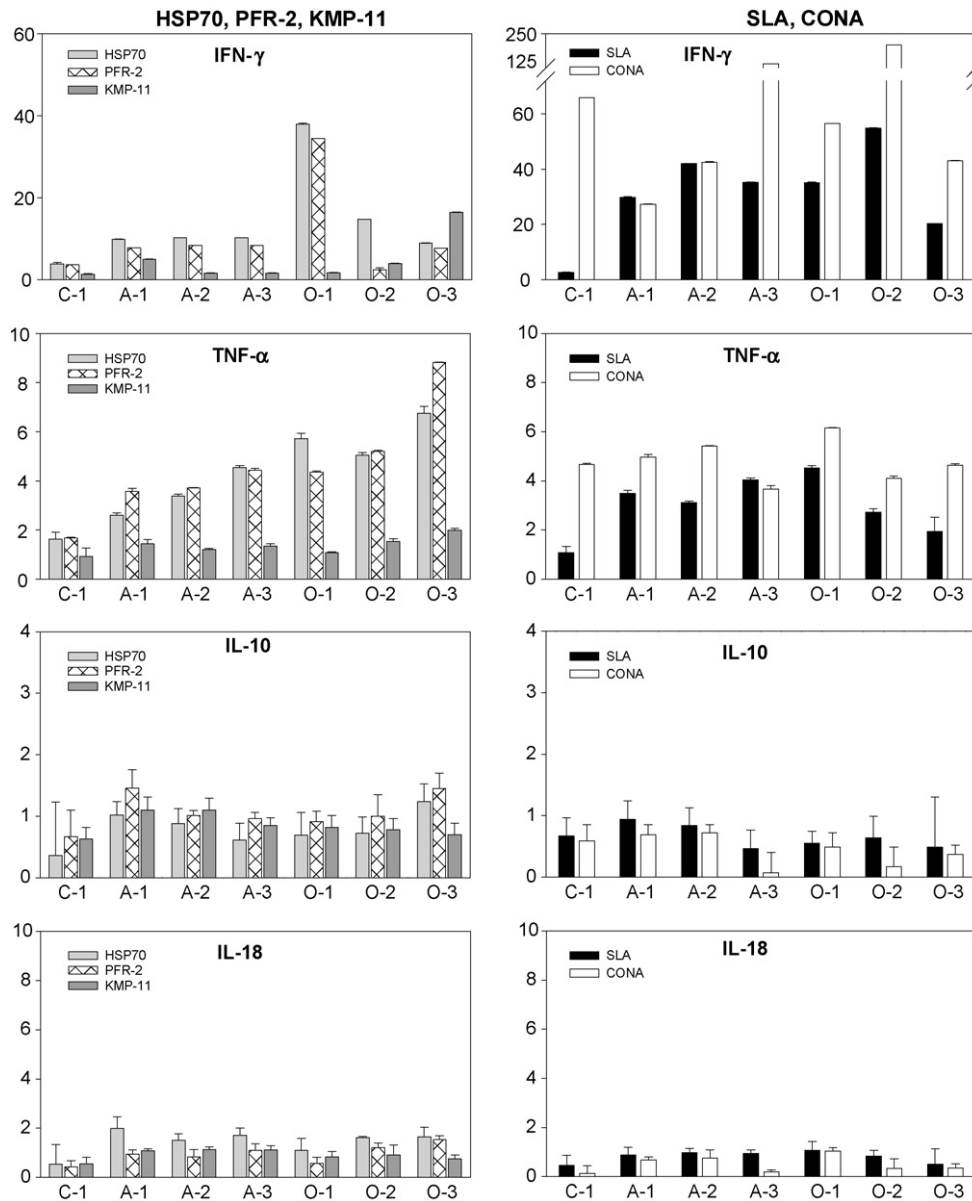 HSP70, PFR-2, KMP-11
IFN-γ
HSP70
PFR-2
KMP-11
60
40
20
0
C-1 A-1 A-2 A-3 O-1 O-2 O-3
TNF-α
HSP70
PFR-2
KMP-11
10
8
6
4
2
0
C-1 A-1 A-2 A-3 O-1 O-2 O-3
IL-10
HSP70
PFR-2
KMP-11
4
3
2
1
0
C-1 A-1 A-2 A-3 O-1 O-2 O-3
IL-18
HSP70
PFR-2
KMP-11
10
8
6
4
2
0
C-1 A-1 A-2 A-3 O-1 O-2 O-3
SLA, CONA
IFN-γ
SLA
CONA
250
125
60
40
20
0
C-1 A-1 A-2 A-3 O-1 O-2 O-3
TNF-α
SLA
CONA
10
8
6
4
2
0
C-1 A-1 A-2 A-3 O-1 O-2 O-3
IL-10
SLA
CONA
4
3
2
1
0
C-1 A-1 A-2 A-3 O-1 O-2 O-3
IL-18
SLA
CONA
10
8
6
4
2
0
C-1 A-1 A-2 A-3 O-1 O-2 O-3